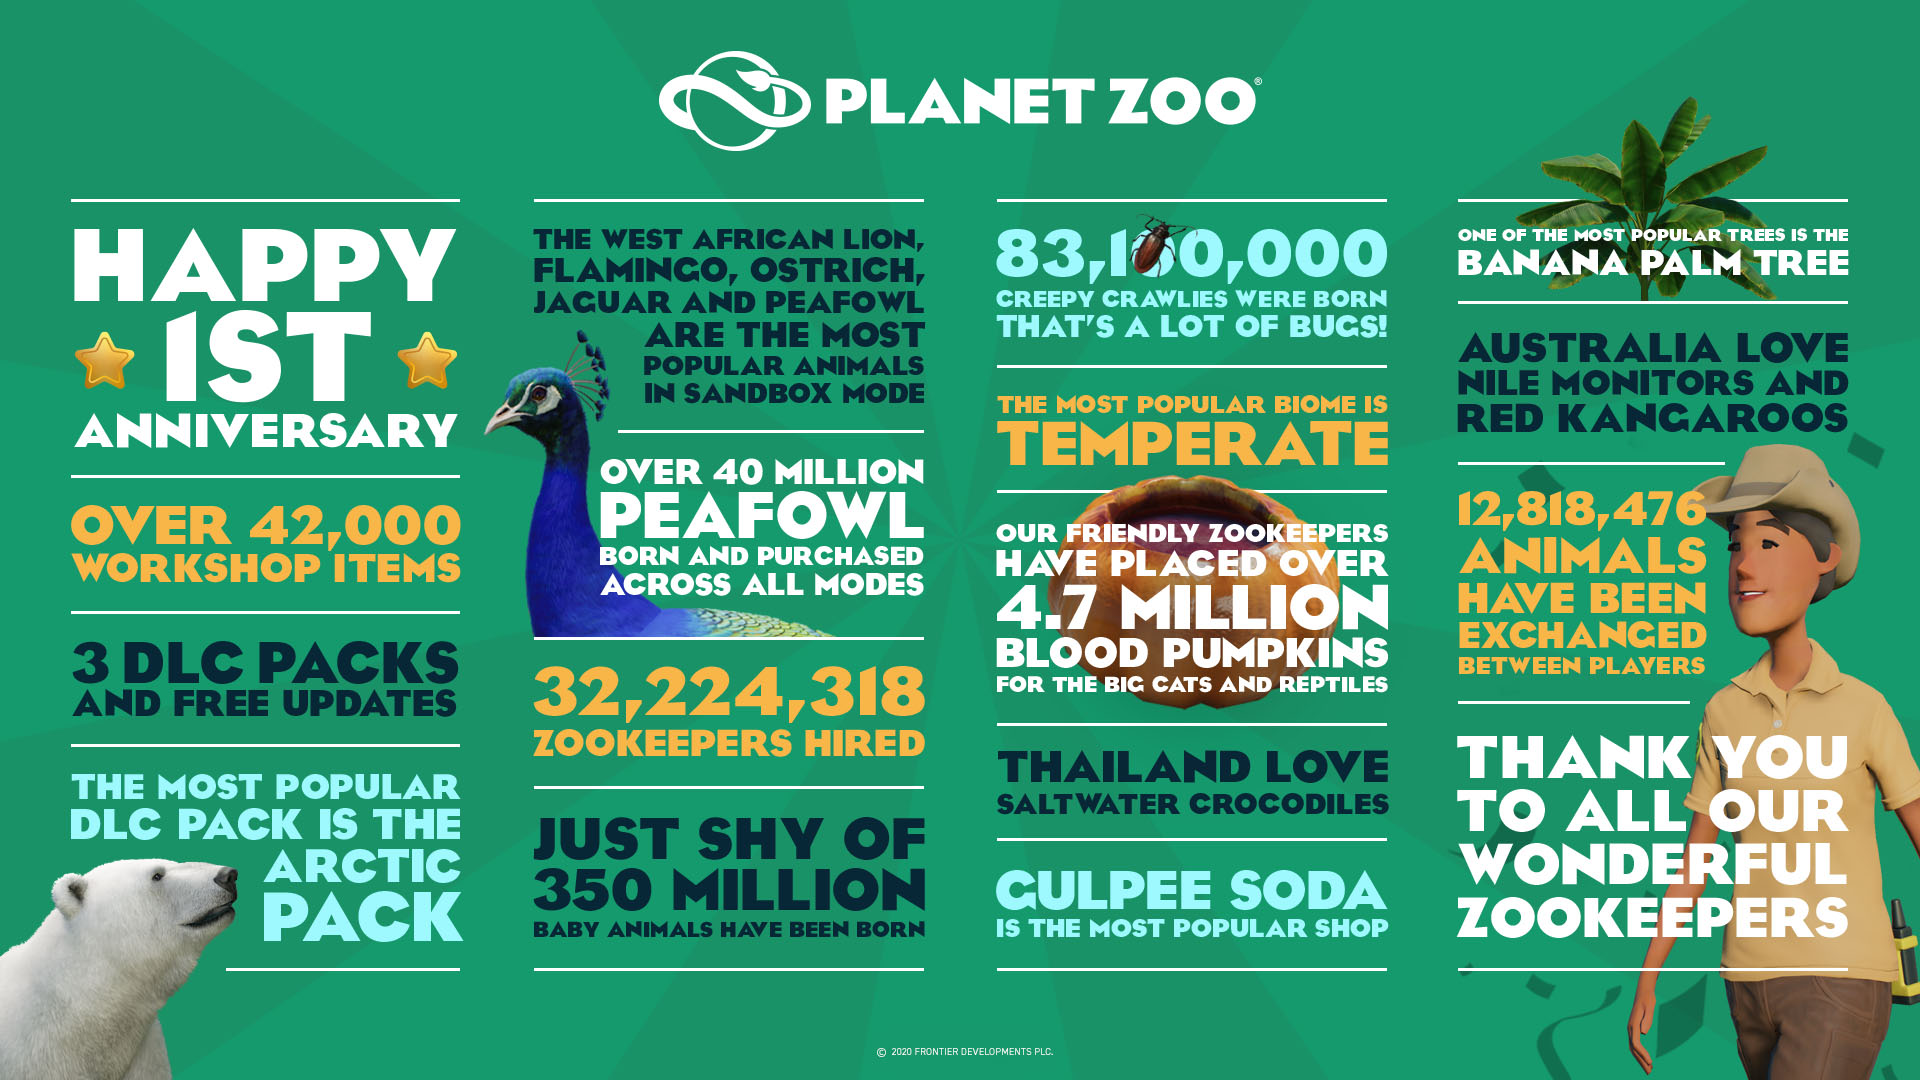 PLANET ZOO®
HAPPY
1ST
ANNIVERSARY
OVER 42,000
WORKSHOP ITEMS
3 DLC PACKS
AND FREE UPDATES
THE MOST POPULAR
DLC PACK IS THE
ARCTIC
PACK
THE WEST AFRICAN LION,
FLAMINGO, OSTRICH,
JAGUAR AND PEAFOWL
ARE THE MOST
POPULAR ANIMALS
IN SANDBOX MODE
OVER 40 MILLION
PEAFOWL
BORN AND PURCHASED
ACROSS ALL MODES
32,224,318
ZOOKEEPERS HIRED
JUST SHY OF
350 MILLION
BABY ANIMALS HAVE BEEN BORN
CREEPY CRAWLIES WERE BORN
THAT'S A LOT OF BUGS!
THE MOST POPULAR BIOME IS
TEMPERATE
OUR FRIENDLY ZOOKEEPERS
HAVE PLACED OVER
4.7 MILLION
BLOOD PUMPKINS
FOR THE BIG CATS AND REPTILES
THAILAND LOVE
SALTWATER CROCODILES
GULPEE SODA
IS THE MOST POPULAR SHOP
ONE OF THE MOST POPULAR TREES IS THE
BANANA PALM TREE
AUSTRALIA LOVE
NILE MONITORS AND
RED KANGAROOS
12,818,476
ANIMALS
HAVE BEEN
EXCHANGED
BETWEEN PLAYERS
THANK YOU
TO ALL OUR
WONDERFUL
ZOOKEEPERS
© 2020 FRONTIER DEVELOPMENTS PLC.